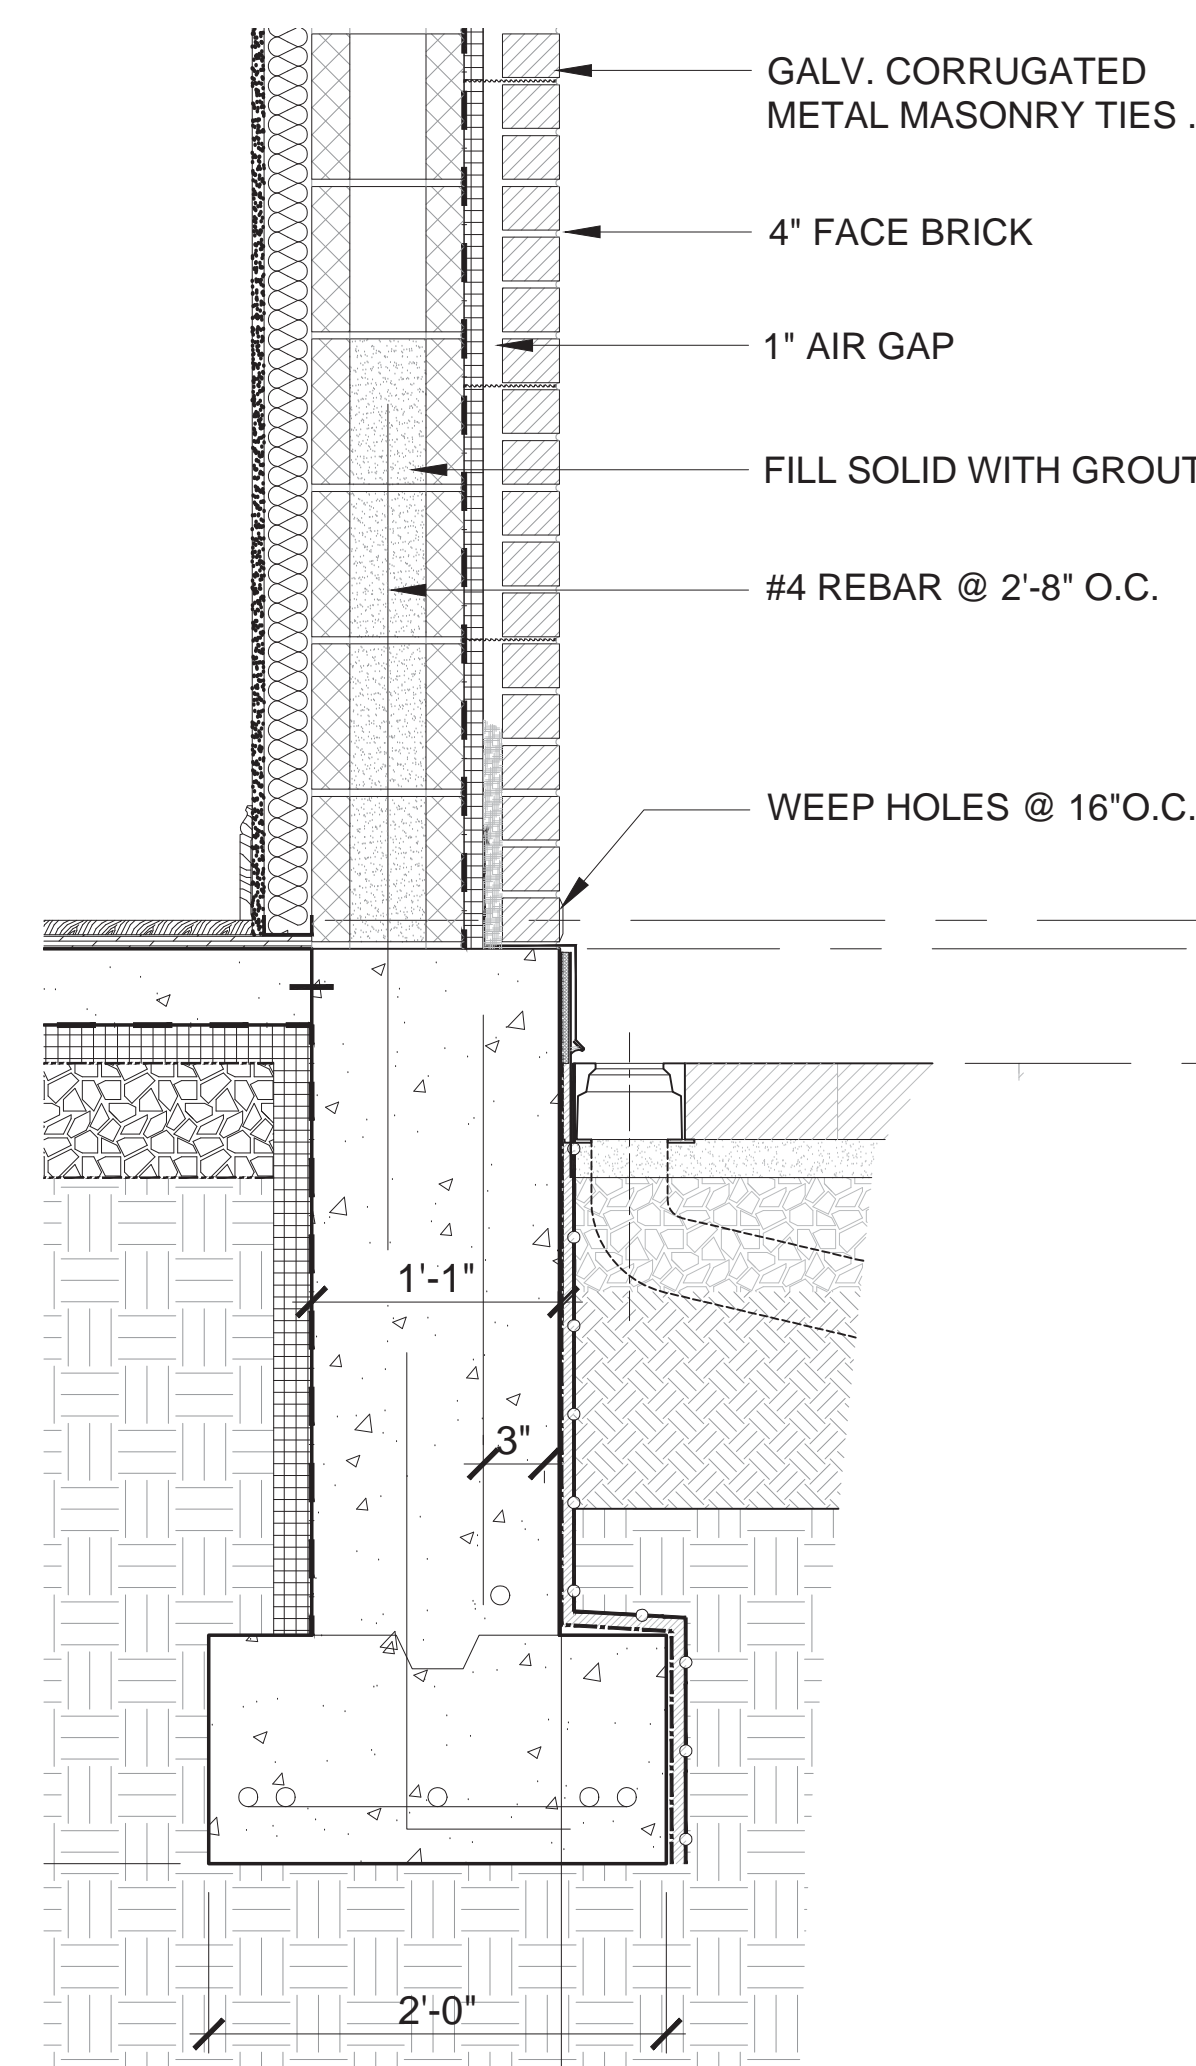 GALV. CORRUGATED
METAL MASONRY TIES .
4" FACE BRICK
1" AIR GAP
FILL SOLID WITH GROUT
#4 REBAR @ 2'-8" O.C.
WEEP HOLES @ 16"O.C.
1'-1"
3"
2'-0"